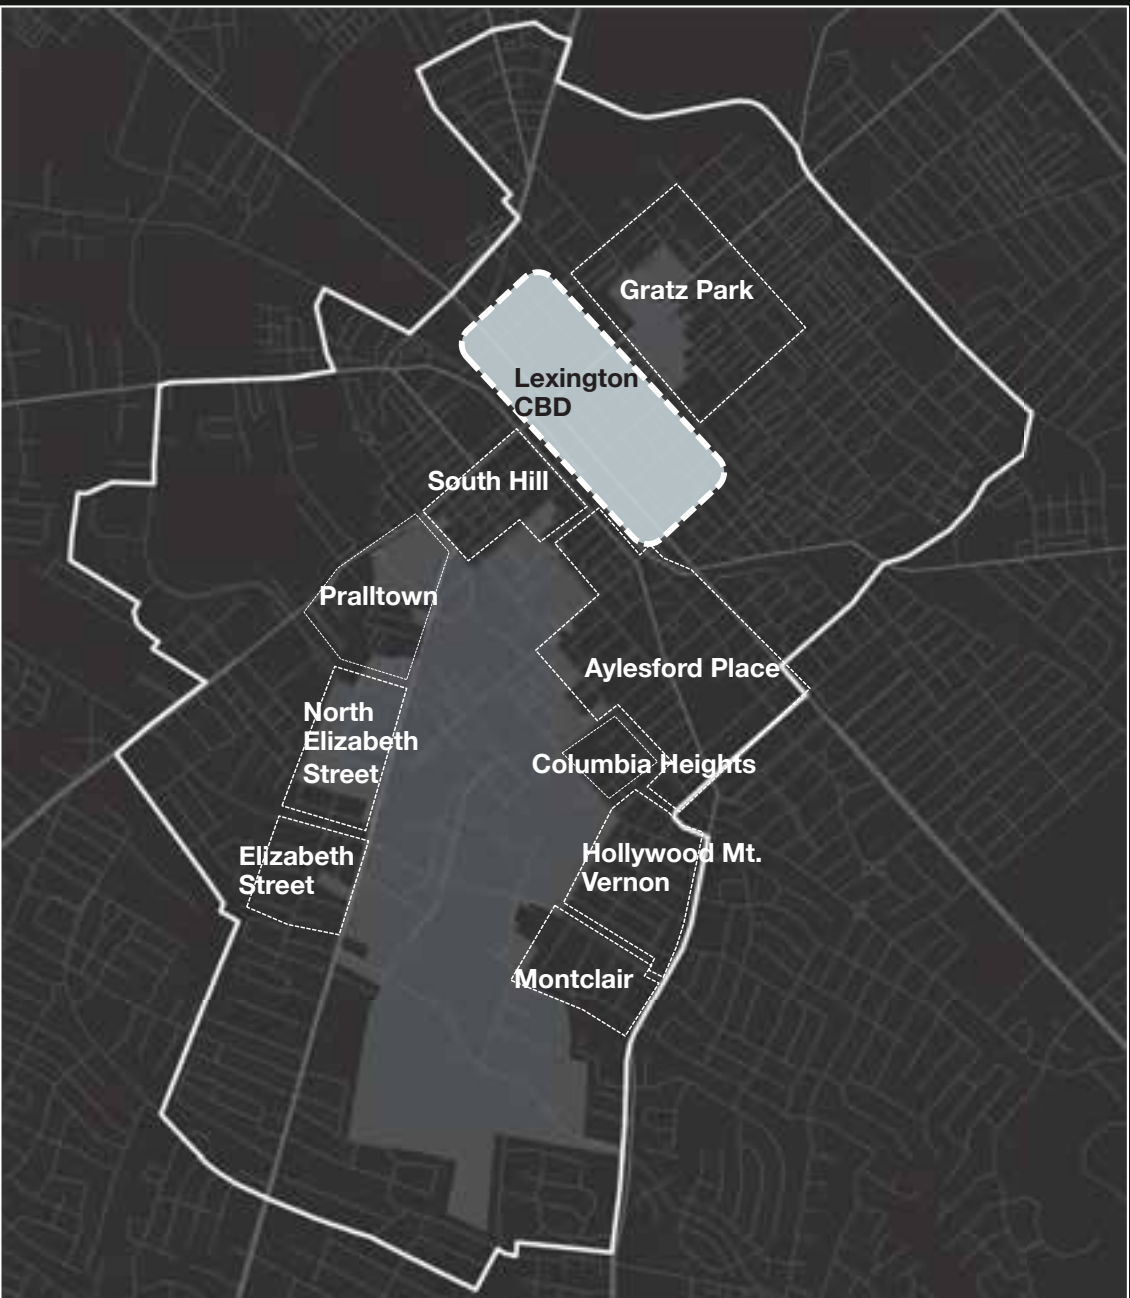 Gratz Park
Lexington
CBD
South Hill
Pralltown
Aylesford Place
North
Elizabeth
Street
Columbia Heights
Elizabeth
Street
Hollywood Mt.
Vernon
Montclair